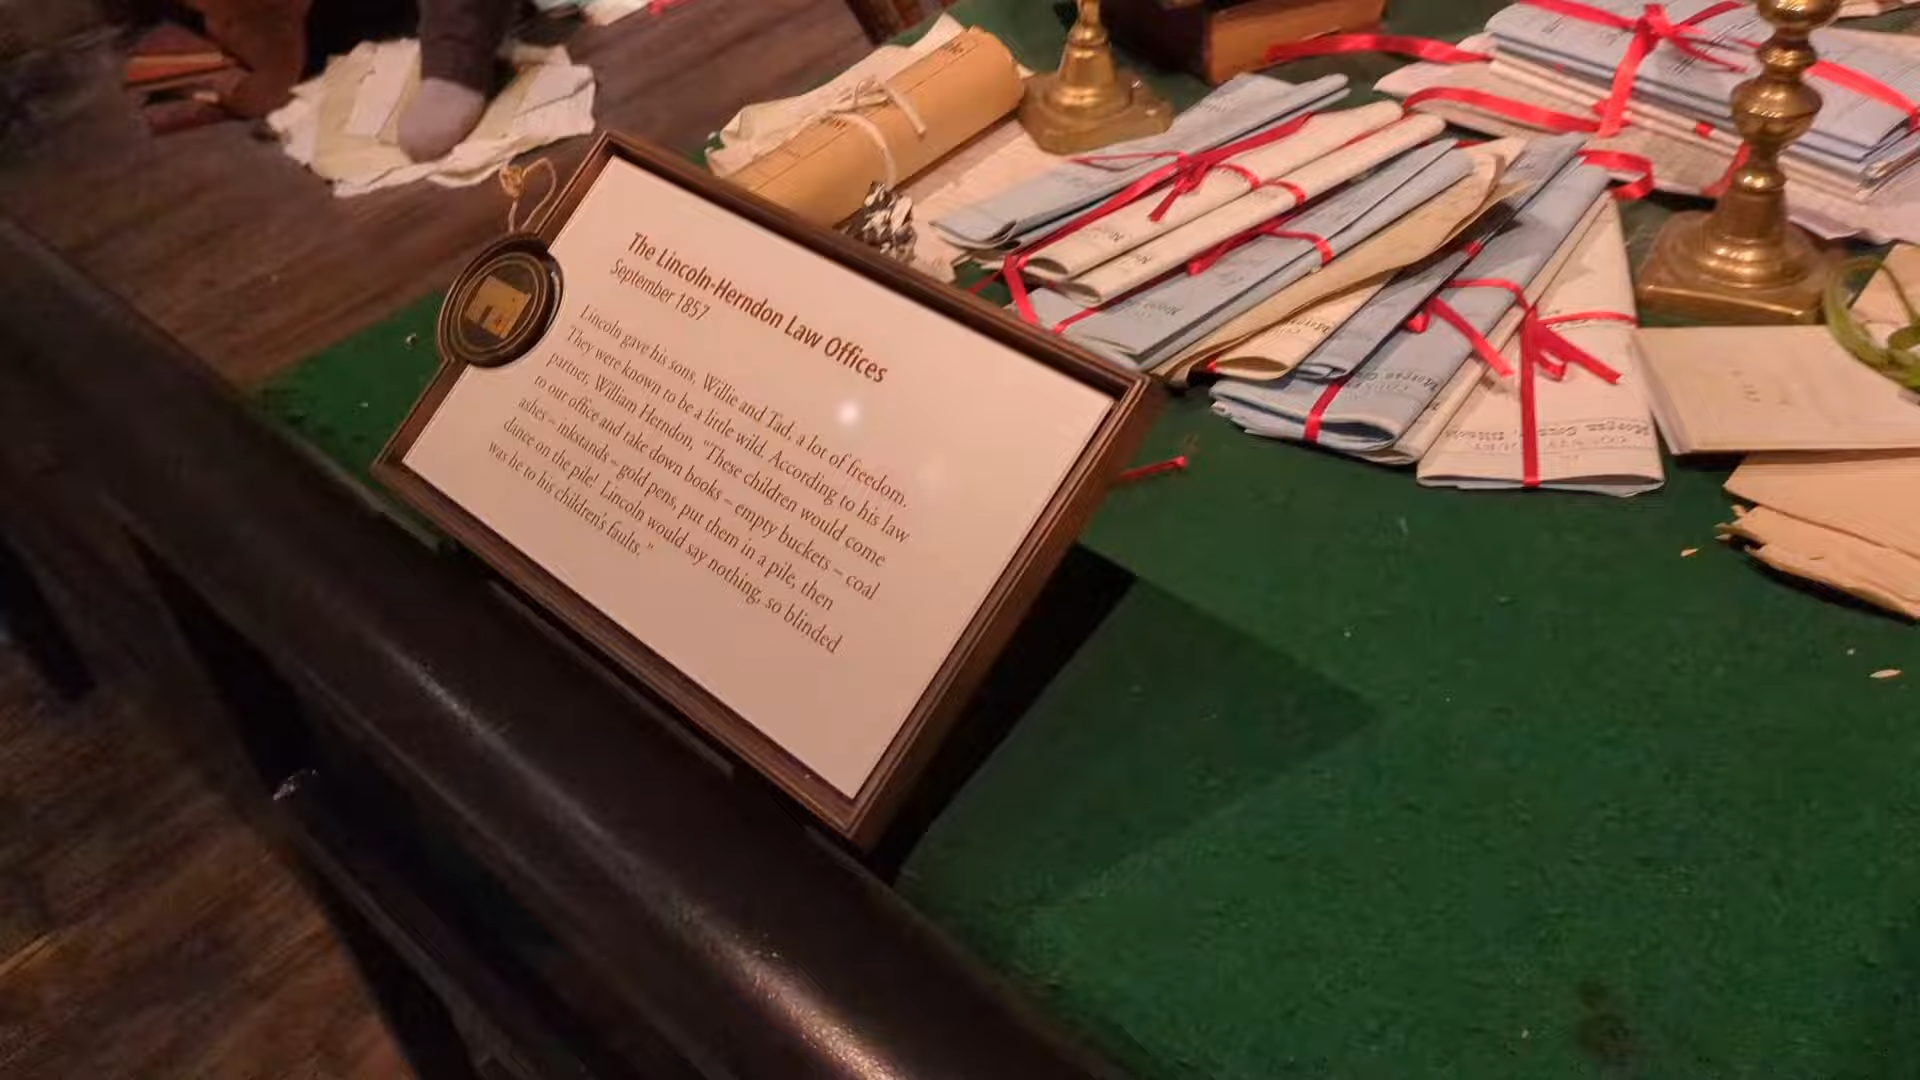 The Lincoln-Herndon Law Offices
September 1857
Lincoln gave his sons, Willie and Tad, a lot of freedom.
They were known to be a little wild. According to his law
partner, William Herndon, “These children would come
to our office and take down books – empty buckets – coal
ashes – inkstands – gold pens, put them in a pile, then
dance on the pile! Lincoln would say nothing, so blinded
was he to his children's faults.”
Morgan County, Illinois